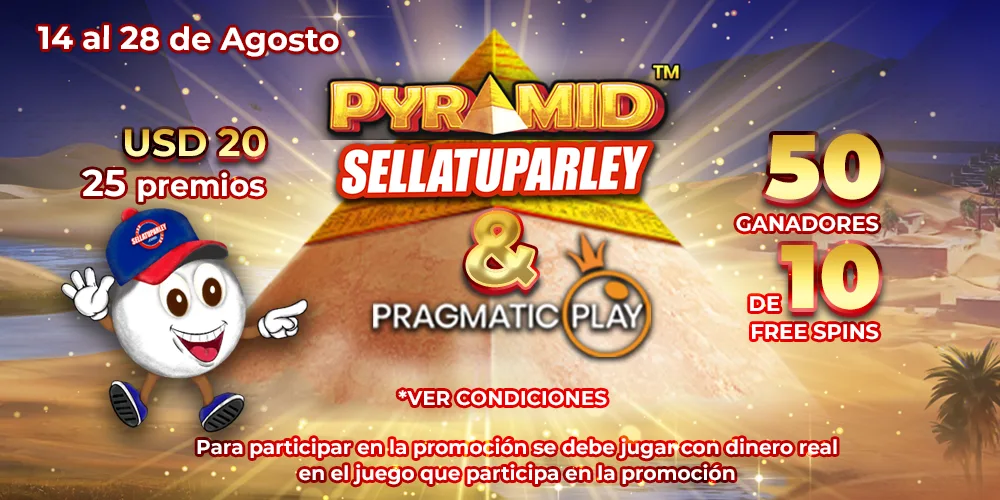 14 al 28 de Agosto
PYRAMID™
SELLATUPARLEY
&
PRAGMATIC PLAY
USD 20
25 premios
SELLATUPARLEY
50
GANADORES
DE 10
FREE SPINS
*VER CONDICIONES
Para participar en la promoción se debe jugar con dinero real
en el juego que participa en la promoción